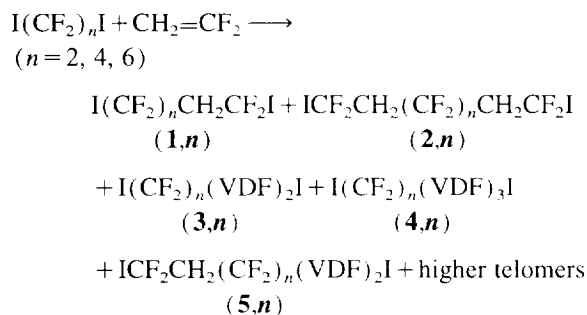 I(CF₂)ₙI + CH₂=CF₂ ⟶
(n = 2, 4, 6)
I(CF₂)ₙCH₂CF₂I + ICF₂CH₂(CF₂)ₙCH₂CF₂I
(1,n) (2,n)
+ I(CF₂)ₙ(VDF)₂I + I(CF₂)ₙ(VDF)₃I
(3,n) (4,n)
+ ICF₂CH₂(CF₂)ₙ(VDF)₂I + higher telomers
(5,n)